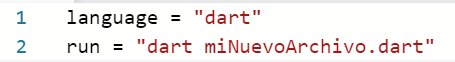 1 language = "dart"
2 run = "dart miNuevoArchivo.dart"